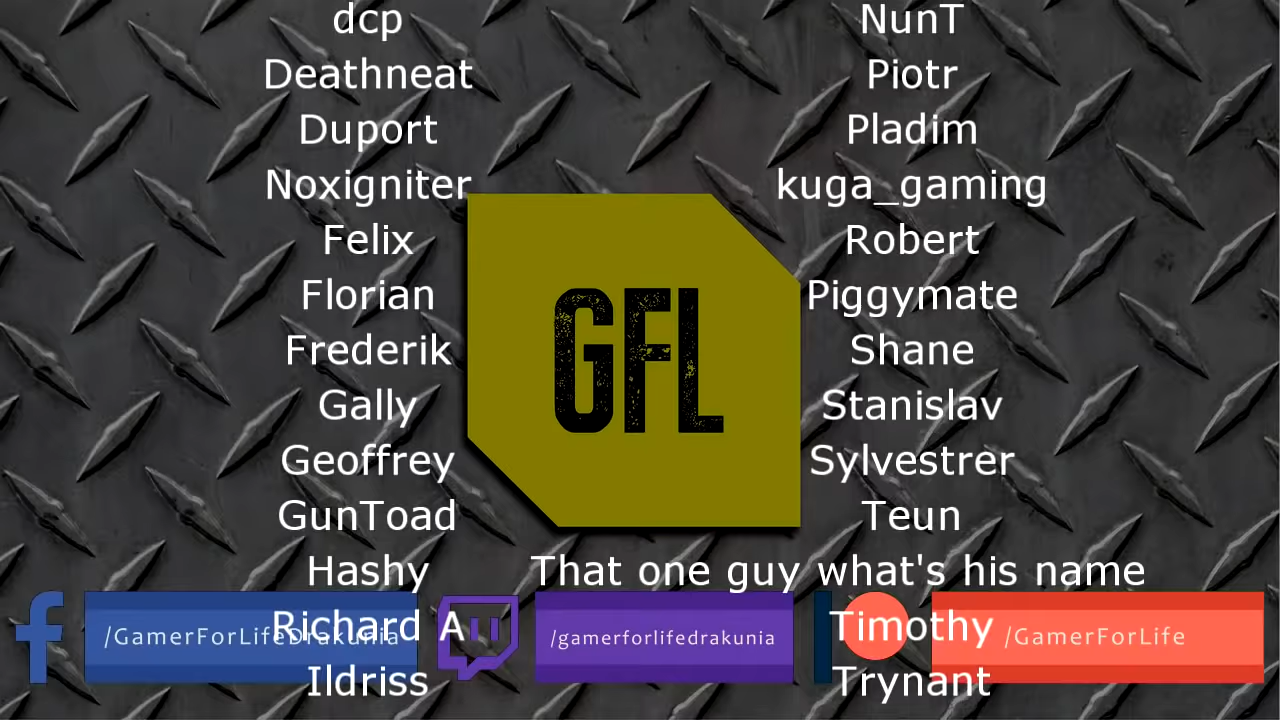 dcp
Deathneat
Duport
Noxigniter
Felix
Florian
Frederik
Gally
Geoffrey
GunToad
Hashy
Richard A
Ildriss
NunT
Piotr
Pladim
kuga_gaming
Robert
Piggymate
Shane
Stanislav
Sylvestrer
Teun
That one guy what's his name
Timothy
Trynant
GFL
/GamerForLifeDrakunia
/gamerforlifedrakunia
/GamerForLife